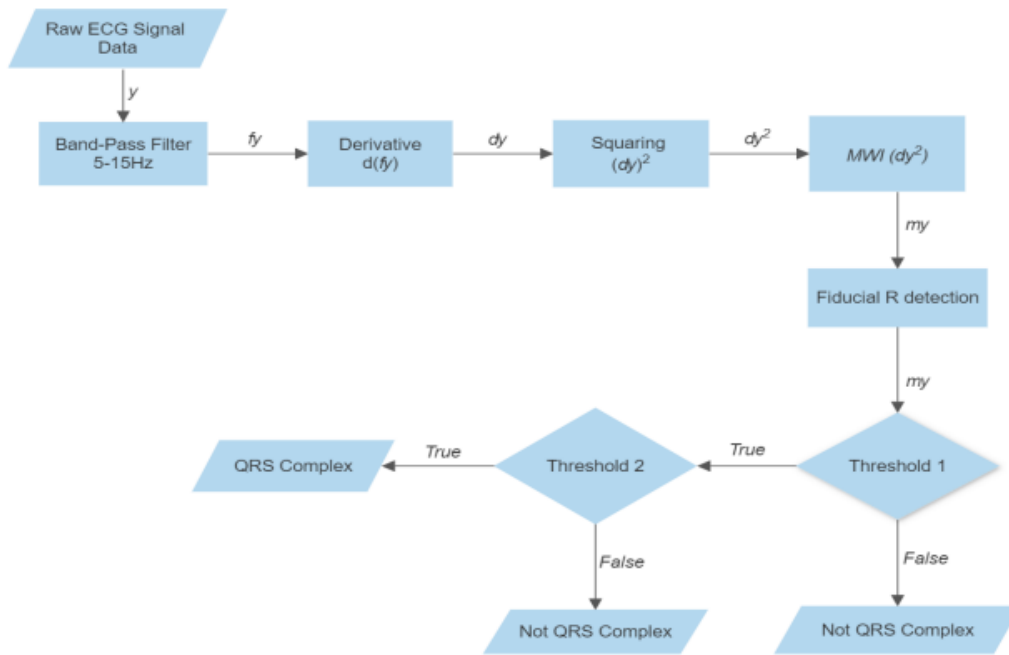 Raw ECG Signal
Data
y
Band-Pass Filter
5-15Hz
fy
Derivative
d(fy)
dy
Squaring
(dy)²
dy²
MWI (dy²)
my
Fiducial R detection
my
Threshold 1
True
Threshold 2
True
QRS Complex
False
Not QRS Complex
False
Not QRS Complex